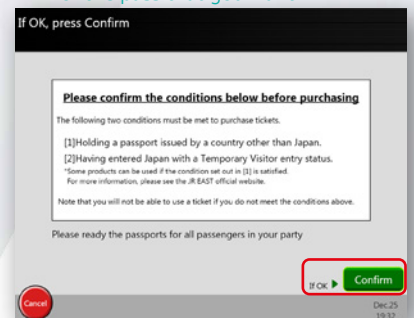 If OK, press Confirm
Please confirm the conditions below before purchasing
The following two conditions must be met to purchase tickets.
[1]Holding a passport issued by a country other than Japan.
[2]Having entered Japan with a Temporary Visitor entry status.
*Some products can be used if the condition set out in [1] is satisfied.
For more information, please see the JR EAST official website.
Note that you will not be able to use a ticket if you do not meet the conditions above.
Please ready the passports for all passengers in your party
If OK ▶ Confirm
Cancel
Dec.25
19:32